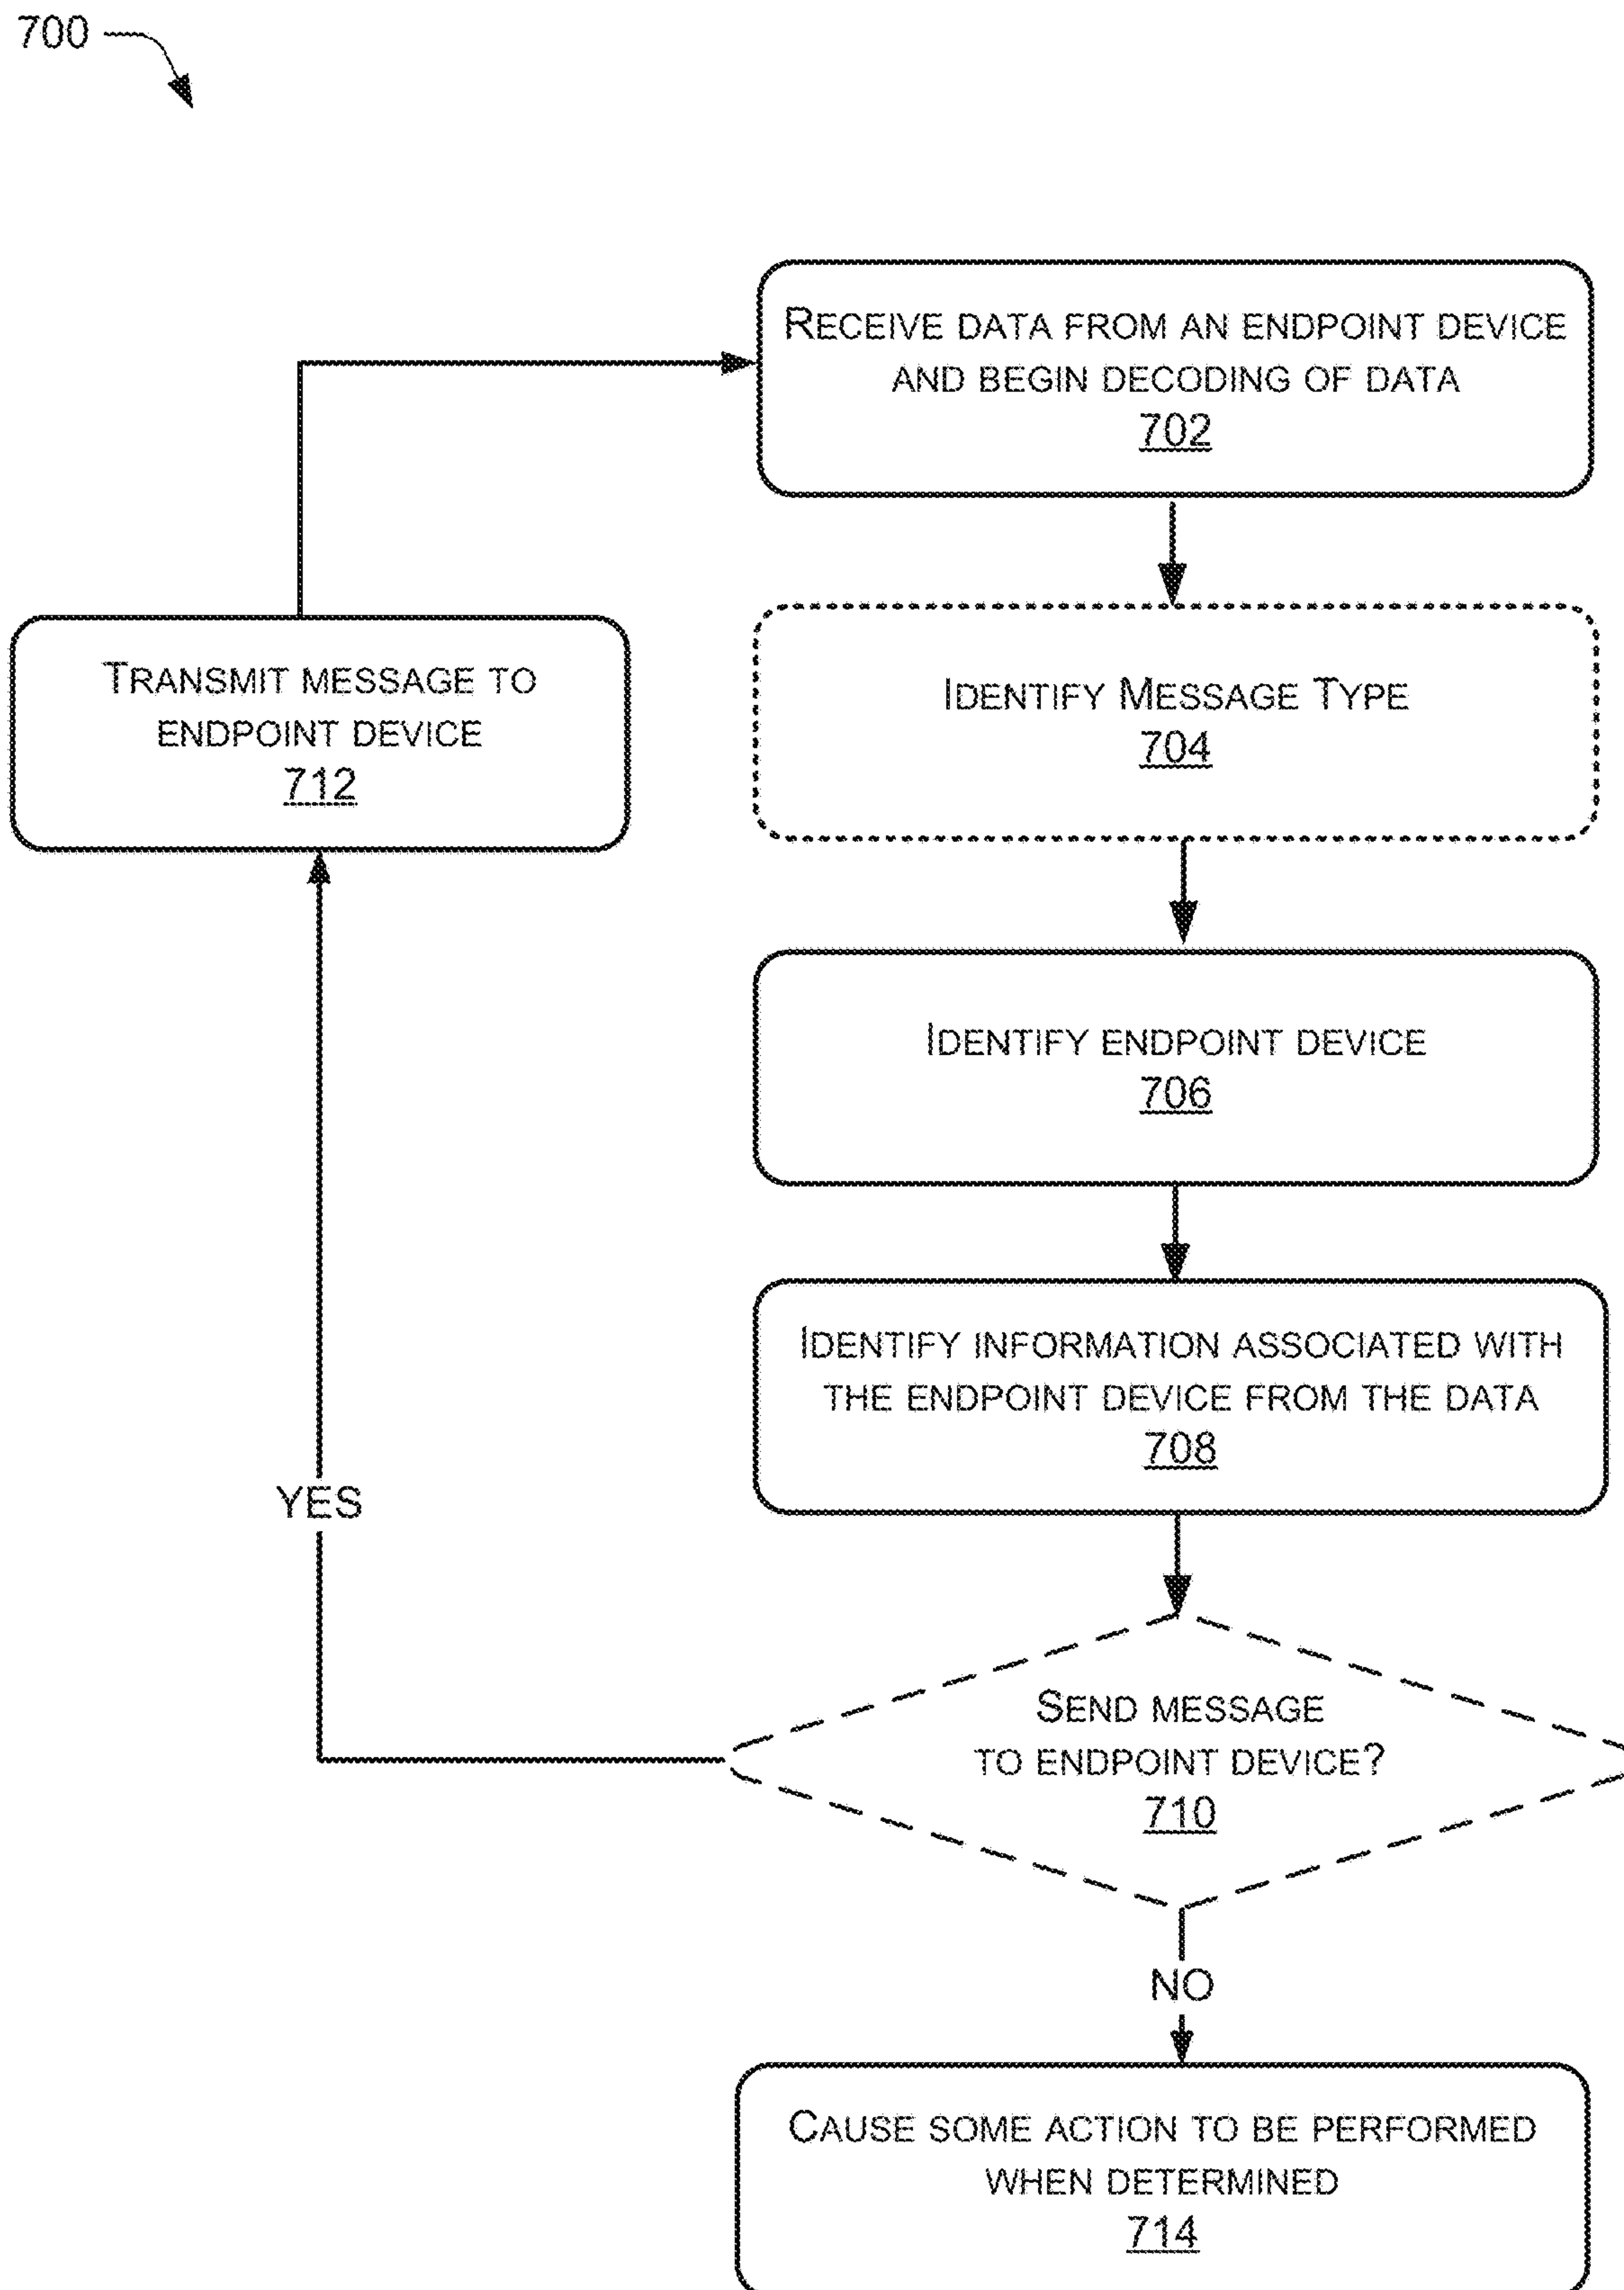 700
RECEIVE DATA FROM AN ENDPOINT DEVICE
AND BEGIN DECODING OF DATA
702
IDENTIFY MESSAGE TYPE
704
TRANSMIT MESSAGE TO
ENDPOINT DEVICE
712
IDENTIFY ENDPOINT DEVICE
706
IDENTIFY INFORMATION ASSOCIATED WITH
THE ENDPOINT DEVICE FROM THE DATA
708
YES
SEND MESSAGE
TO ENDPOINT DEVICE?
710
NO
CAUSE SOME ACTION TO BE PERFORMED
WHEN DETERMINED
714